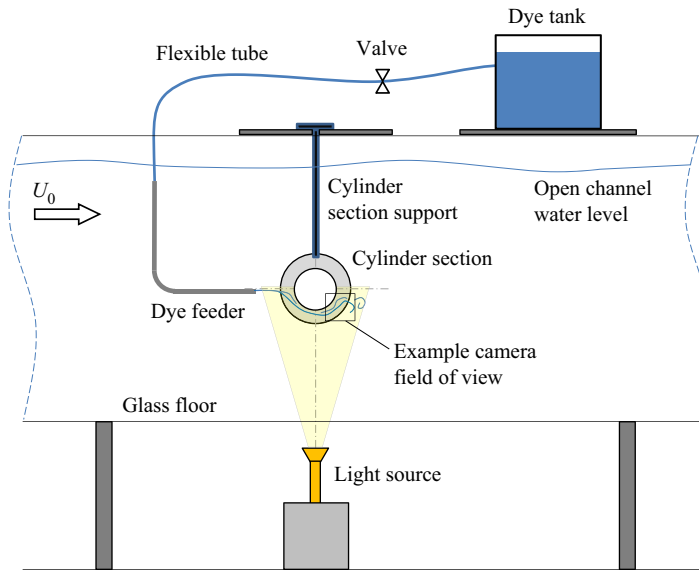 Dye tank
Valve
Flexible tube
U0
Cylinder
section support
Open channel
water level
Cylinder section
Dye feeder
Example camera
field of view
Glass floor
Light source